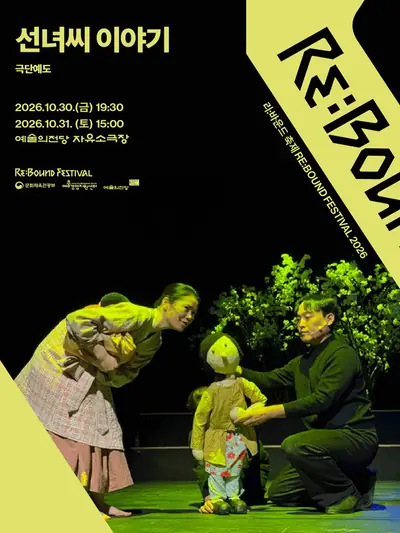 선녀씨 이야기
극단예도
2026.10.30.(금) 19:30
2026.10.31. (토) 15:00
예술의전당 자유소극장
RE:BOUND FESTIVAL
문화체육관광부
예술의전당
RE:BOUN
리:바운드 축제 RE:BOUND FESTIVAL 2026